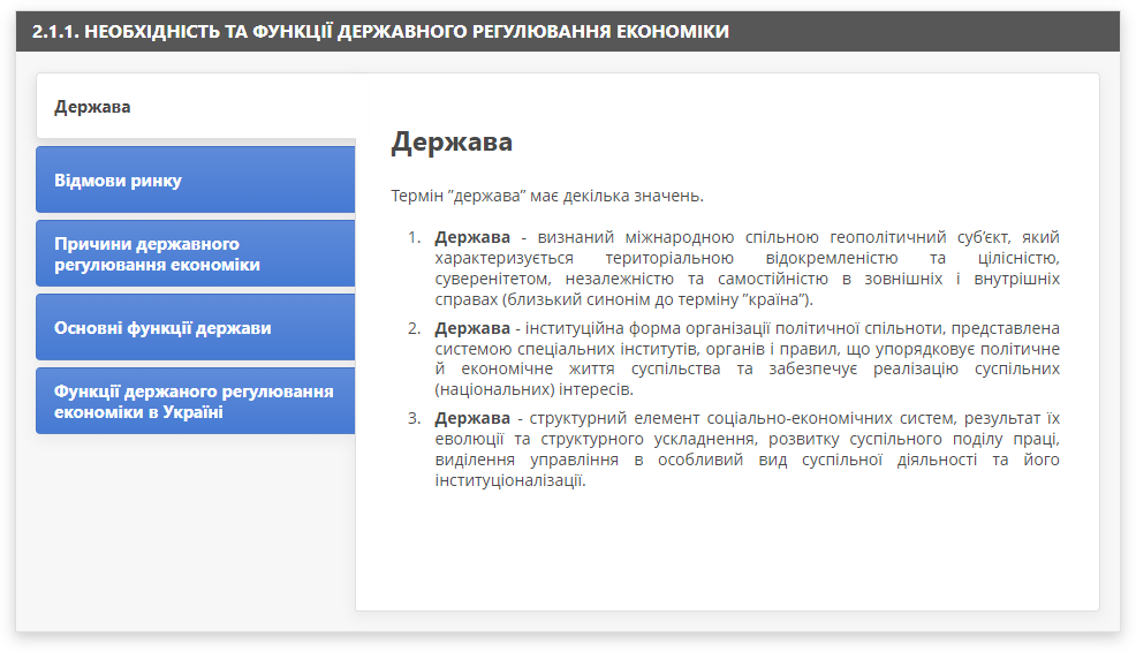 2.1.1. НЕОБХІДНІСТЬ ТА ФУНКЦІЇ ДЕРЖАВНОГО РЕГУЛЮВАННЯ ЕКОНОМІКИ
Держава
Відмови ринку
Причини державного
регулювання економіки
Основні функції держави
Функції держаного регулювання
економіки в Україні
Держава
Термін ”держава” має декілька значень.
1. Держава - визнаний міжнародною спільною геополітичний суб’єкт, який
характеризується територіальною відокремленістю та цілісністю,
суверенітетом, незалежністю та самостійністю в зовнішніх і внутрішніх
справах (близький синонім до терміну ”країна”).
2. Держава - інституційна форма організації політичної спільноти, представлена
системою спеціальних інститутів, органів і правил, що упорядковує політичне
й економічне життя суспільства та забезпечує реалізацію суспільних
(національних) інтересів.
3. Держава - структурний елемент соціально-економічних систем, результат їх
еволюції та структурного ускладнення, розвитку суспільного поділу праці,
виділення управління в особливий вид суспільної діяльності та його
інституціоналізації.